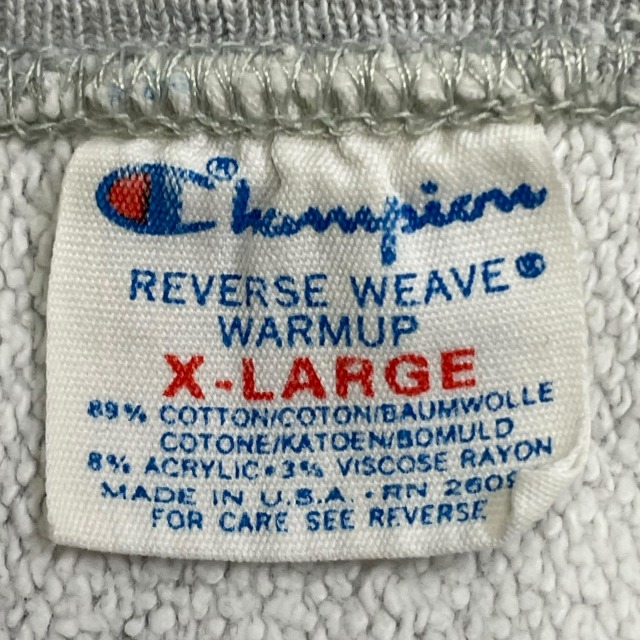 Champion®
REVERSE WEAVE®
WARMUP
X-LARGE
89% COTTON/COTON/BAUMWOLLE
COTONE/KATOEN/BOMULD
8% ACRYLIC•3% VISCOSE RAYON
MADE IN U.S.A. • RN 26094
FOR CARE SEE REVERSE